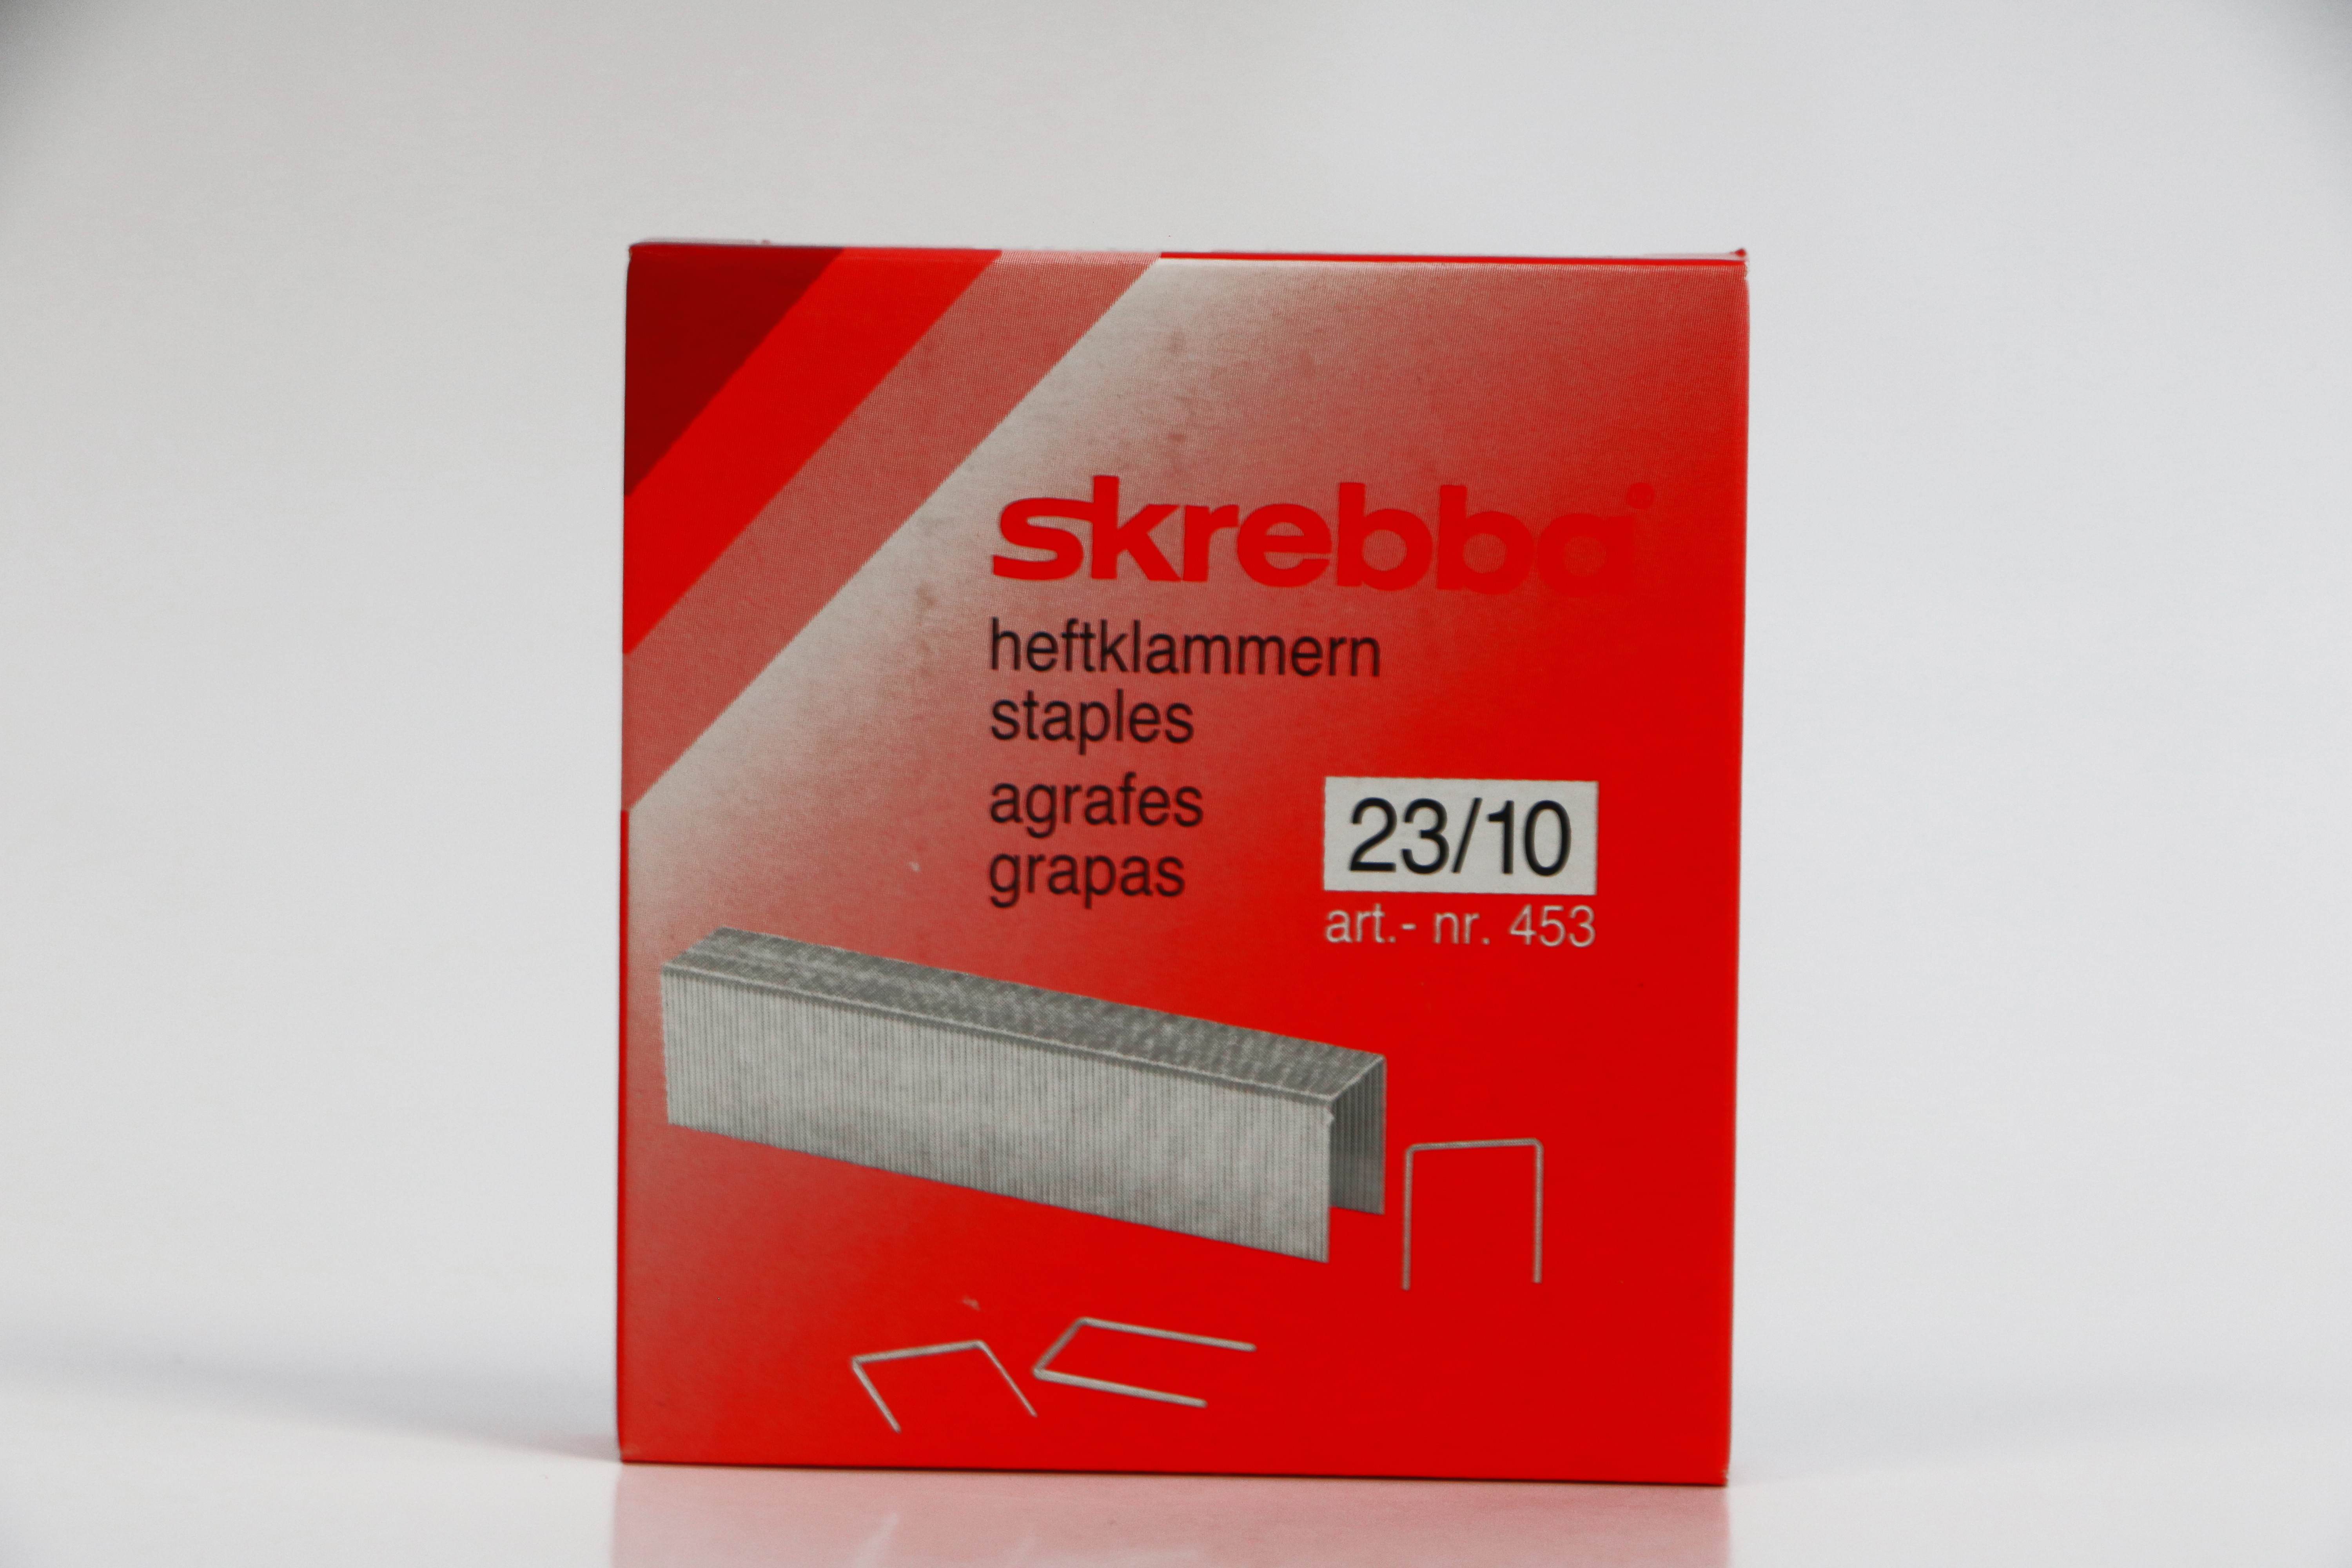 skrebba
heftklammern
staples
agrafes
grapas
23/10
art.- nr. 453